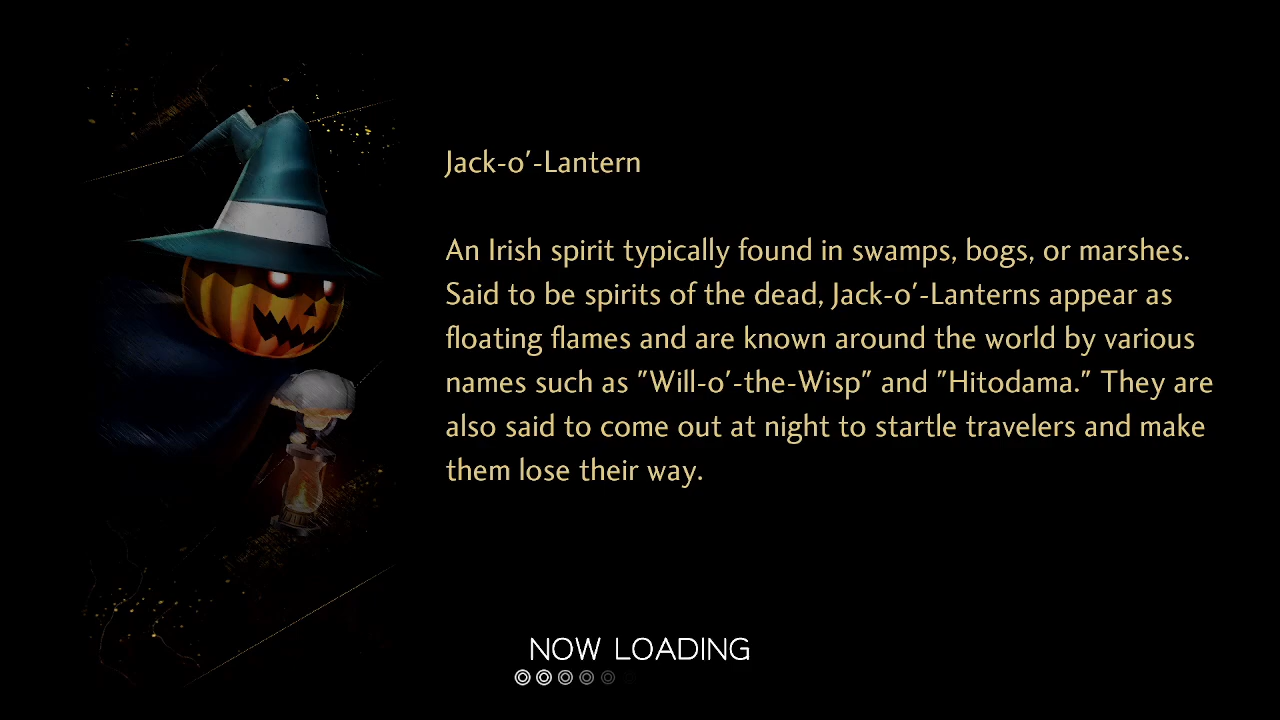 Jack-o'-Lantern
An Irish spirit typically found in swamps, bogs, or marshes.
Said to be spirits of the dead, Jack-o'-Lanterns appear as
floating flames and are known around the world by various
names such as "Will-o'-the-Wisp" and "Hitodama." They are
also said to come out at night to startle travelers and make
them lose their way.
NOW LOADING